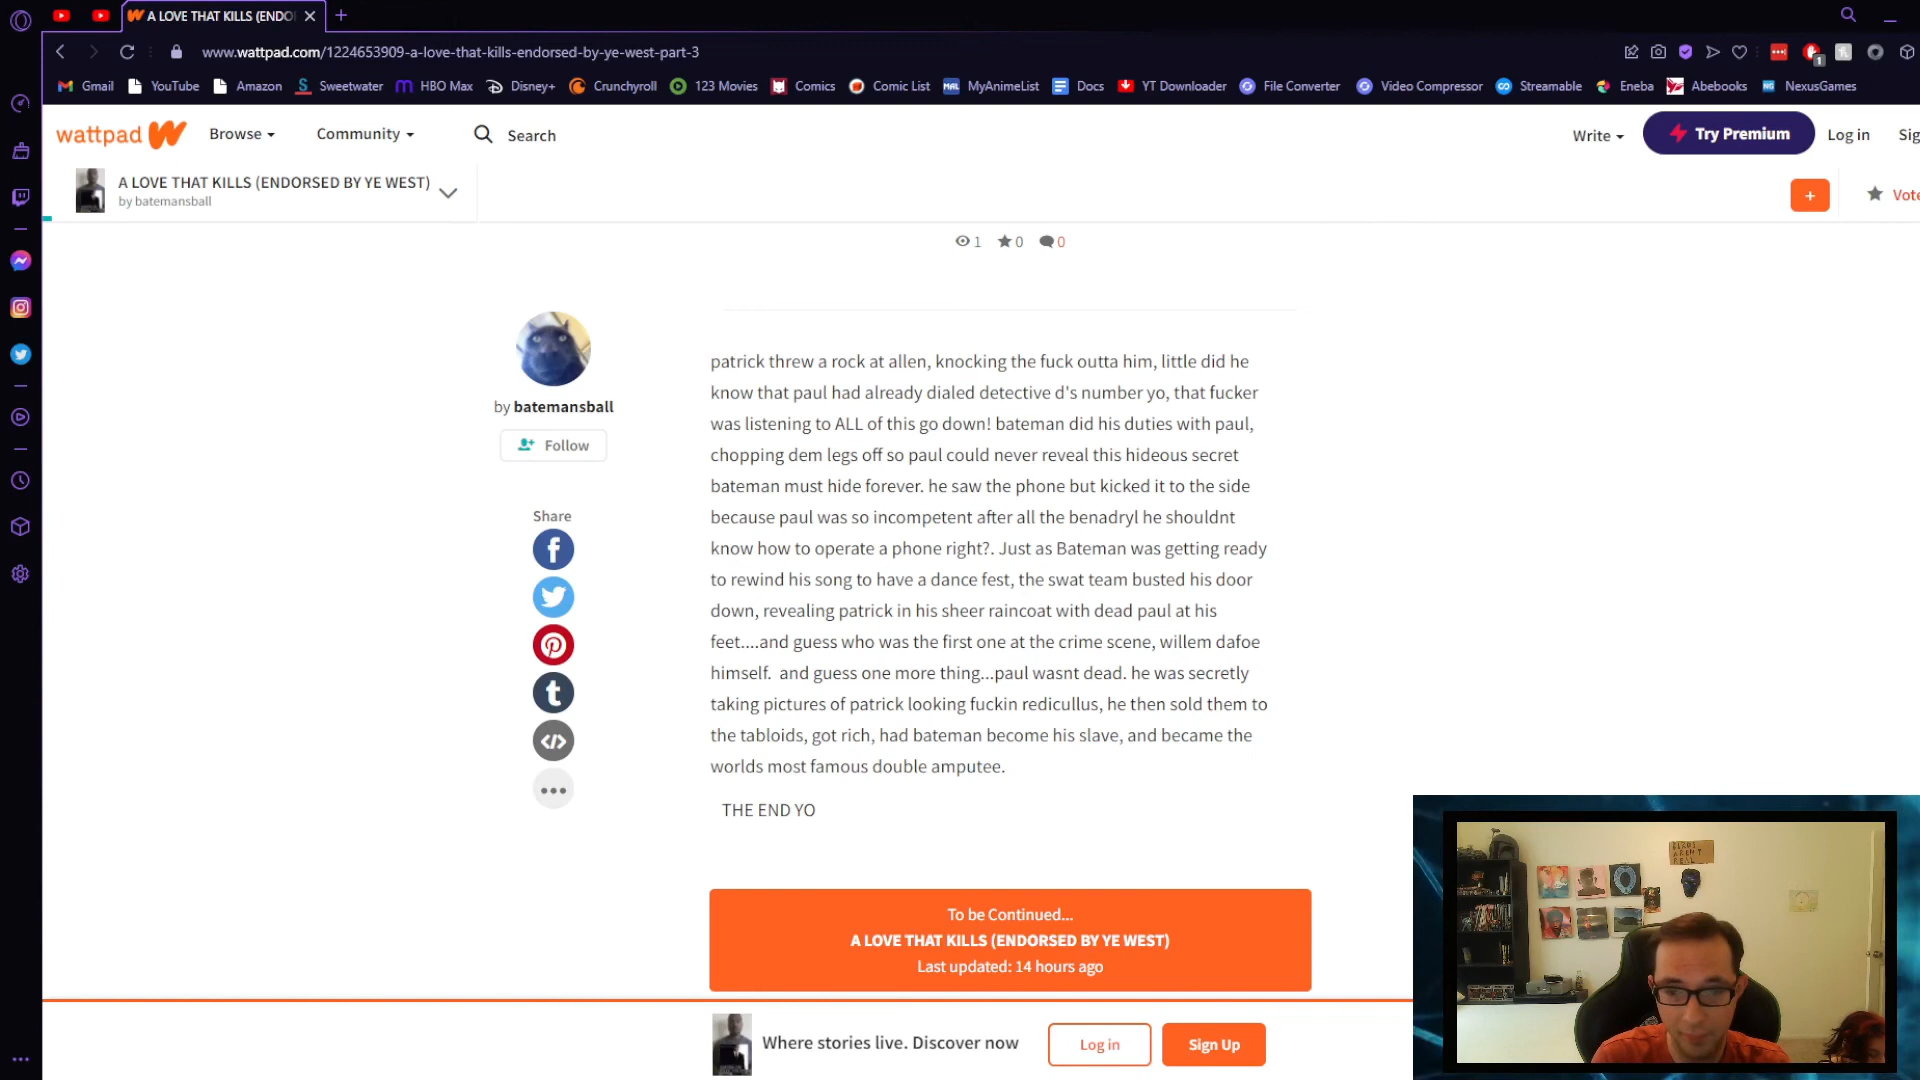 A LOVE THAT KILLS (ENDO
www.wattpad.com/1224653909-a-love-that-kills-endorsed-by-ye-west-part-3
1
Gmail YouTube Amazon Sweetwater HBO Max Disney+ Crunchyroll 123 Movies Comics Comic List MyAnimeList Docs YT Downloader File Converter Video Compressor Streamable Eneba Abebooks NexusGames
wattpad Browse Community Search Write Try Premium Log in Sig
A LOVE THAT KILLS (ENDORSED BY YE WEST)
by batemansball
+ Vote
1 0 0
by batemansball
Follow
Share
patrick threw a rock at allen, knocking the fuck outta him, little did he
know that paul had already dialed detective d's number yo, that fucker
was listening to ALL of this go down! bateman did his duties with paul,
chopping dem legs off so paul could never reveal this hideous secret
bateman must hide forever. he saw the phone but kicked it to the side
because paul was so incompetent after all the benadryl he shouldnt
know how to operate a phone right?. Just as Bateman was getting ready
to rewind his song to have a dance fest, the swat team busted his door
down, revealing patrick in his sheer raincoat with dead paul at his
feet....and guess who was the first one at the crime scene, willem dafoe
himself.  and guess one more thing...paul wasnt dead. he was secretly
taking pictures of patrick looking fuckin redicullus, he then sold them to
the tabloids, got rich, had bateman become his slave, and became the
worlds most famous double amputee.
THE END YO
To be Continued...
A LOVE THAT KILLS (ENDORSED BY YE WEST)
Last updated: 14 hours ago
Where stories live. Discover now Log in Sign Up
BIRDS
AREN'T
REAL